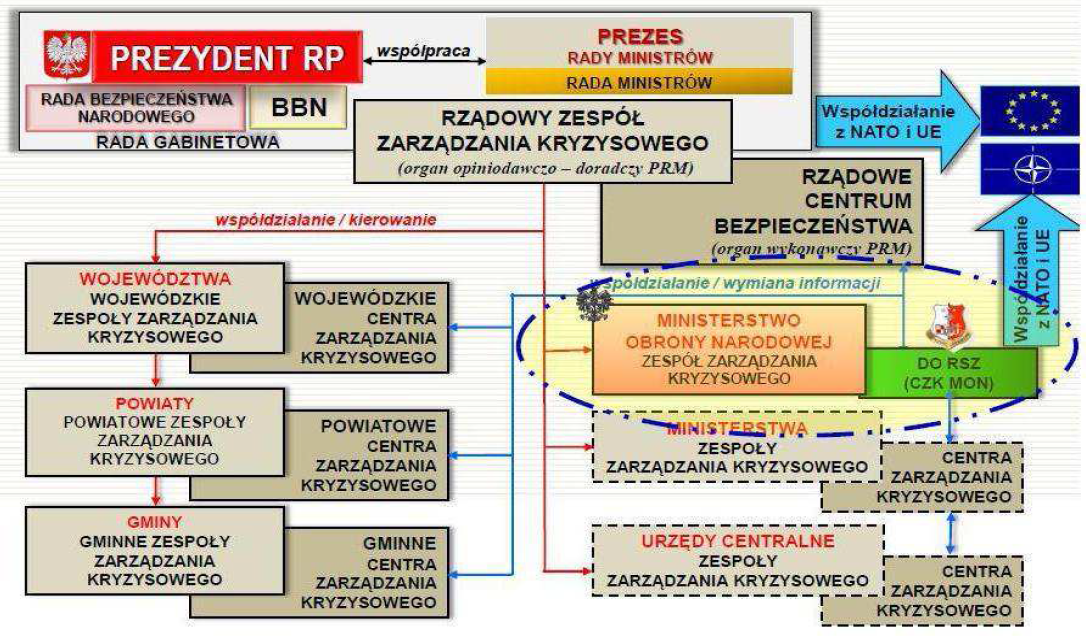 PREZYDENT RP
współpraca
PREZES
RADY MINISTRÓW
RADA MINISTRÓW
RADA BEZPIECZEŃSTWA
NARODOWEGO
BBN
RADA GABINETOWA
RZĄDOWY ZESPÓŁ
ZARZĄDZANIA KRYZYSOWEGO
(organ opiniodawczo – doradczy PRM)
Współdziałanie
z NATO i UE
RZĄDOWE
CENTRUM
BEZPIECZEŃSTWA
(organ wykonawczy PRM)
Współdziałanie
z NATO i UE
współdzialanie / kierowanie
współdzialanie / wymiana informacji
WOJEWÓDZTWA
WOJEWÓDZKIE
ZESPOŁY ZARZĄDZANIA
KRYZYSOWEGO
WOJEWÓDZKIE
CENTRA
ZARZĄDZANIA
KRYZYSOWEGO
MINISTERSTWO
OBRONY NARODOWEJ
ZESPÓŁ ZARZĄDZANIA
KRYZYSOWEGO
DO RSZ
(CZK MON)
POWIATY
POWIATOWE ZESPOŁY
ZARZĄDZANIA
KRYZYSOWEGO
POWIATOWE
CENTRA
ZARZĄDZANIA
KRYZYSOWEGO
MINISTERSTWA
ZESPOŁY
ZARZĄDZANIA KRYZYSOWEGO
CENTRA
ZARZĄDZANIA
KRYZYSOWEGO
GMINY
GMINNE ZESPOŁY
ZARZĄDZANIA
KRYZYSOWEGO
GMINNE
CENTRA
ZARZĄDZANIA
KRYZYSOWEGO
URZĘDY CENTRALNE
ZESPOŁY
ZARZĄDZANIA KRYZYSOWEGO
CENTRA
ZARZĄDZANIA
KRYZYSOWEGO